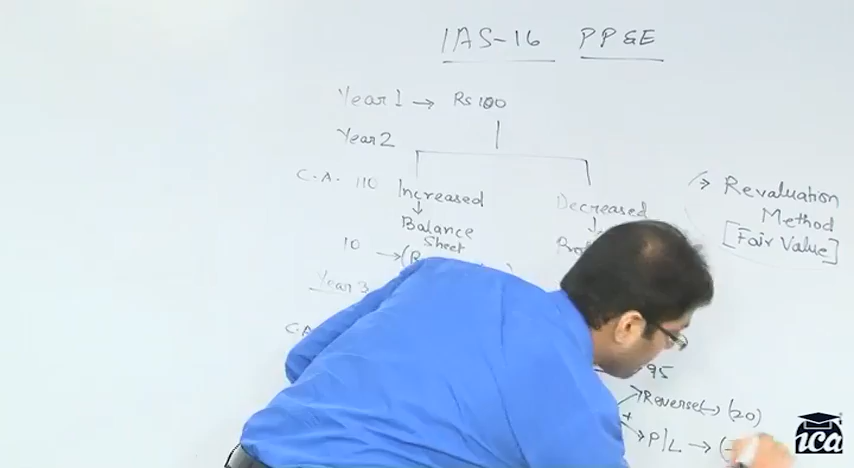 IAS-16 PP&E
Year 1 → Rs 100
Year 2
C.A. 110 Increased Decreased
↓
Balance
Sheet
10 →
Year 3
C.A.
→ Revaluation
Method
[Fair Value]
95
Reverse(→ (20)
+
P/L →
ica